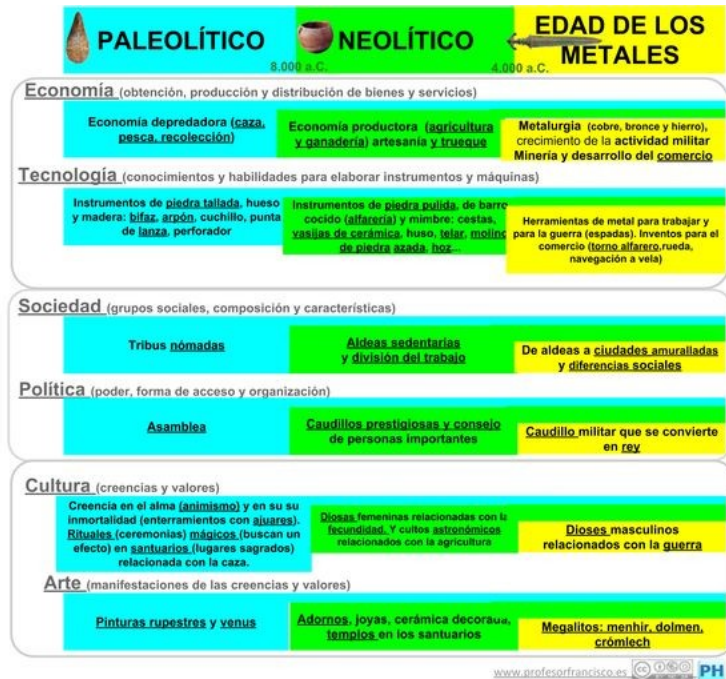 PALEOLÍTICO
NEOLÍTICO
EDAD DE LOS
METALES
8.000 a.C.
4.000 a.C.
Economía (obtención, producción y distribución de bienes y servicios)
Economía depredadora (caza,
pesca, recolección)
Economía productora (agricultura
y ganadería) artesanía y trueque
Metalurgia (cobre, bronce y hierro),
crecimiento de la actividad militar
Minería y desarrollo del comercio
Tecnología (conocimientos y habilidades para elaborar instrumentos y máquinas)
Instrumentos de piedra tallada, hueso
y madera: bifaz, arpón, cuchillo, punta
de lanza, perforador
Instrumentos de piedra pulida, de barro
cocido (alfarería) y mimbre: cestas,
vasijas de cerámica, huso, telar, molino
de piedra azada, hoz...
Herramientas de metal para trabajar y
para la guerra (espadas). Inventos para el
comercio (torno alfarero,rueda,
navegación a vela)
Sociedad (grupos sociales, composición y características)
Tribus nómadas
Aldeas sedentarias
y división del trabajo
De aldeas a ciudades amuralladas
y diferencias sociales
Política (poder, forma de acceso y organización)
Asamblea
Caudillos prestigiosos y consejo
de personas importantes
Caudillo militar que se convierte
en rey
Cultura (creencias y valores)
Creencia en el alma (animismo) y en su su
inmortalidad (enterramientos con ajuares).
Rituales (ceremonias) mágicos (buscan un
efecto) en santuarios (lugares sagrados)
relacionada con la caza.
Diosas femeninas relacionadas con la
fecundidad. Y cultos astronómicos
relacionados con la agricultura
Dioses masculinos
relacionados con la guerra
Arte (manifestaciones de las creencias y valores)
Pinturas rupestres y venus
Adornos, joyas, cerámica decorada,
templos en los santuarios
Megalitos: menhir, dolmen,
crómlech
www.profesorfrancisco.es
PH